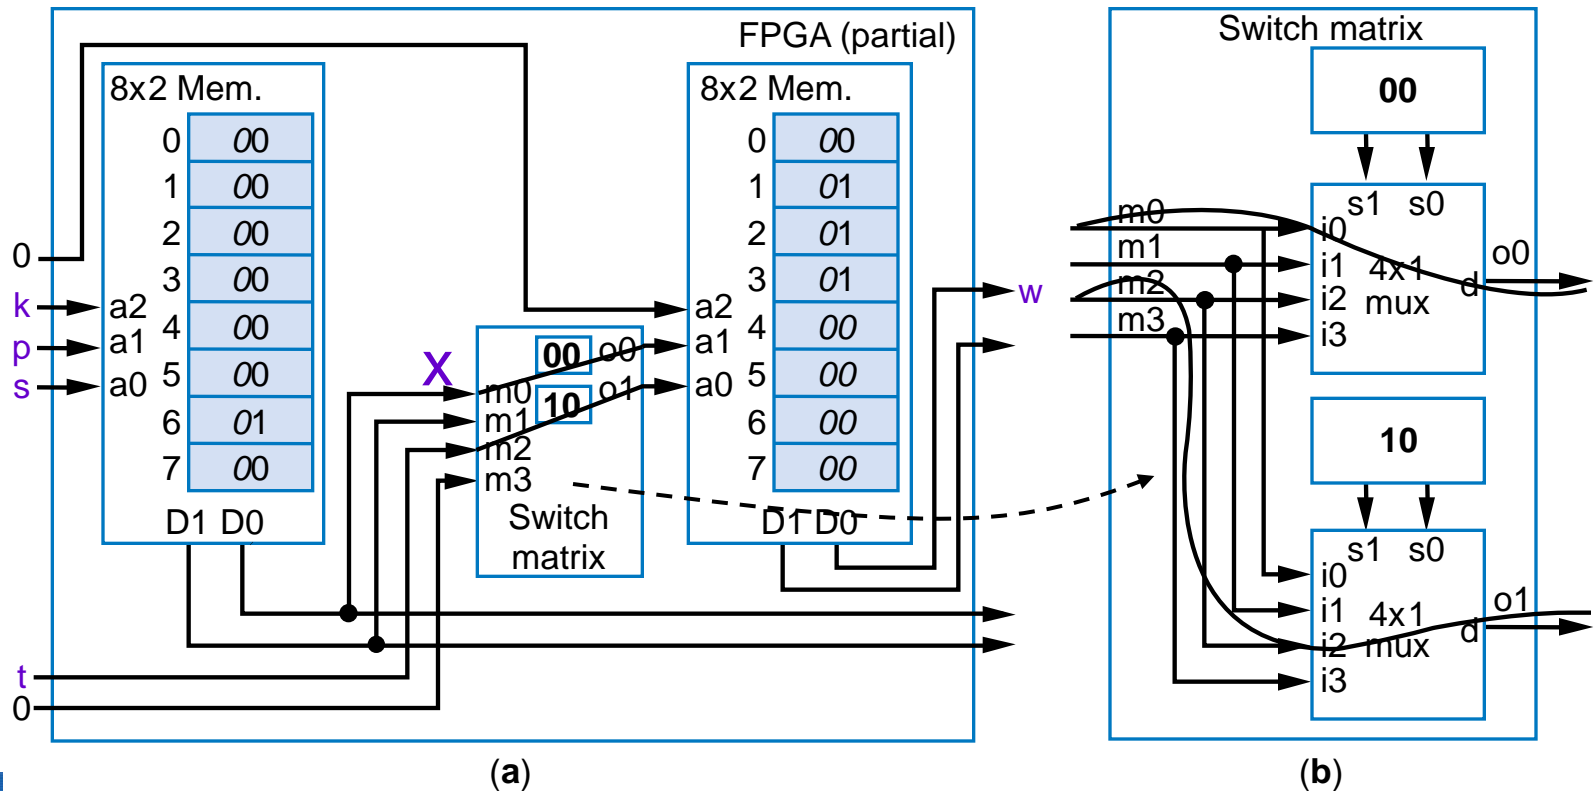 FPGA (partial)
8x2 Mem.
0 00
1 00
2 00
3 00
4 00
5 00
6 01
7 00
a2
a1
a0
D1 D0
0
k
p
s
t
0
x
00
10
m0
m1
m2
m3
o0
o1
Switch
matrix
8x2 Mem.
0 00
1 01
2 01
3 01
4 00
5 00
6 00
7 00
a2
a1
a0
D1 D0
w
(a)
Switch matrix
00
s1 s0
m0
m1
m2
m3
i0
i1
i2
i3
4x1
mux
d
o0
10
s1 s0
i0
i1
i2
i3
4x1
mux
d
o1
(b)